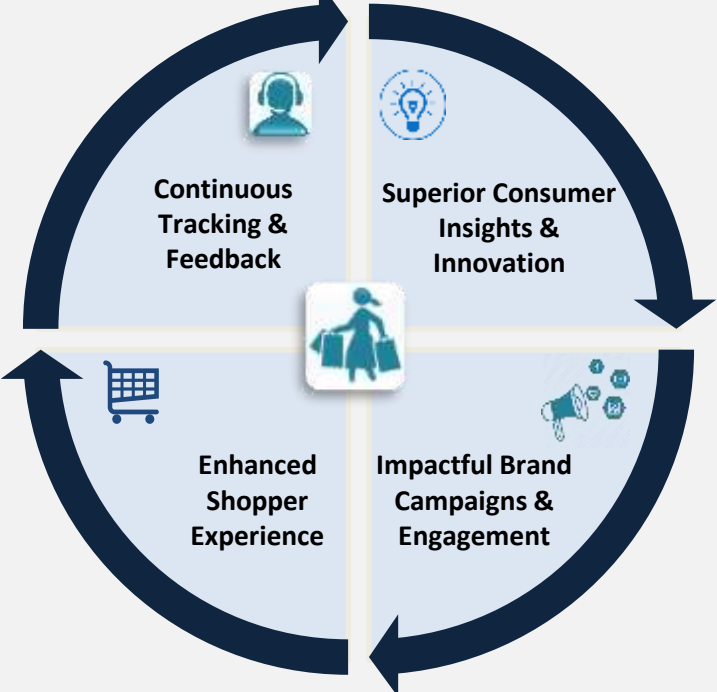 Continuous
Tracking &
Feedback
Superior Consumer
Insights &
Innovation
Enhanced
Shopper
Experience
Impactful Brand
Campaigns &
Engagement